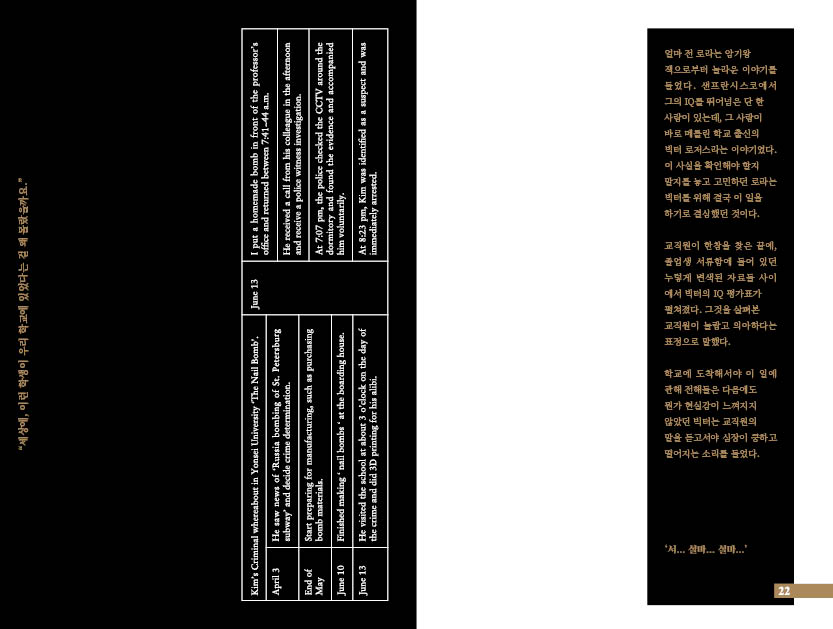 “세상에, 이런 학생이 우리 학교에 있었다는 걸 왜 몰랐을까요.”
Kim's Criminal whereabout in Yonsei University ‘The Nail Bomb’.
April 3
He saw news of ‘Russia bombing of St. Petersburg
subway’ and decide crime determination.
End of
May
Start preparing for manufacturing, such as purchasing
bomb materials.
June 10
Finished making ‘ nail bombs ‘ at the boarding house.
June 13
He visited the school at about 3 o'clock on the day of
the crime and did 3D printing for his alibi.
June 13
I put a homemade bomb in front of the professor's
office and returned between 7:41~44 a.m.
He received a call from his colleague in the afternoon
and receive a police witness investigation.
At 7:07 pm, the police checked the CCTV around the
dormitory and found the evidence and accompanied
him voluntarily.
At 8:23 pm, Kim was identified as a suspect and was
immediately arrested.
얼마 전 로라는 암기왕
잭으로부터 놀라운 이야기를
들었다. 샌프란시스코에서
그의 IQ를 뛰어넘은 단 한
사람이 있는데, 그 사람이
바로 메를린 학교 출신의
빅터 로저스라는 이야기였다.
이 사실을 확인해야 할지
말지를 놓고 고민하던 로라는
빅터를 위해 결국 이 일을
하기로 결심했던 것이다.
교직원이 한참을 찾은 끝에,
졸업생 서류함에 들어 있던
누렇게 변색된 자료들 사이
에서 빅터의 IQ 평가표가
펼쳐졌다. 그것을 살펴본
교직원이 놀랍고 의아하다는
표정으로 말했다.
학교에 도착해서야 이 일에
관해 전해들은 다음에도
뭔가 현실감이 느껴지지
않았던 빅터는 교직원의
말을 듣고서야 심장이 쿵하고
떨어지는 소리를 들었다.
‘서... 설마... 설마...’
22